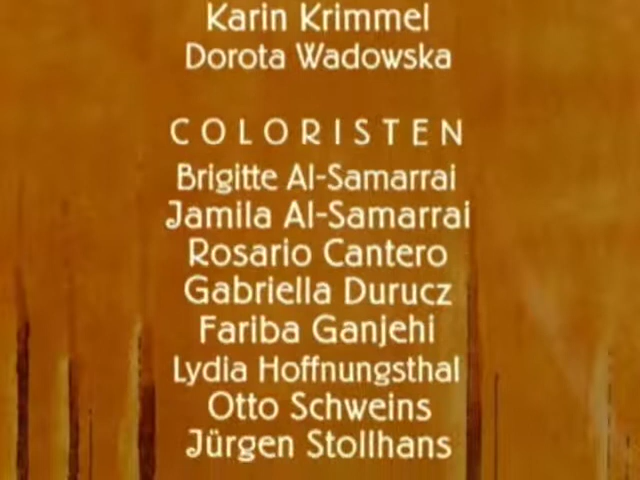 Karin Krimmel
Dorota Wadowska
COLORISTEN
Brigitte Al-Samarrai
Jamila Al-Samarrai
Rosario Cantero
Gabriella Durucz
Fariba Ganjehi
Lydia Hoffnungsthal
Otto Schweins
Jürgen Stollhans